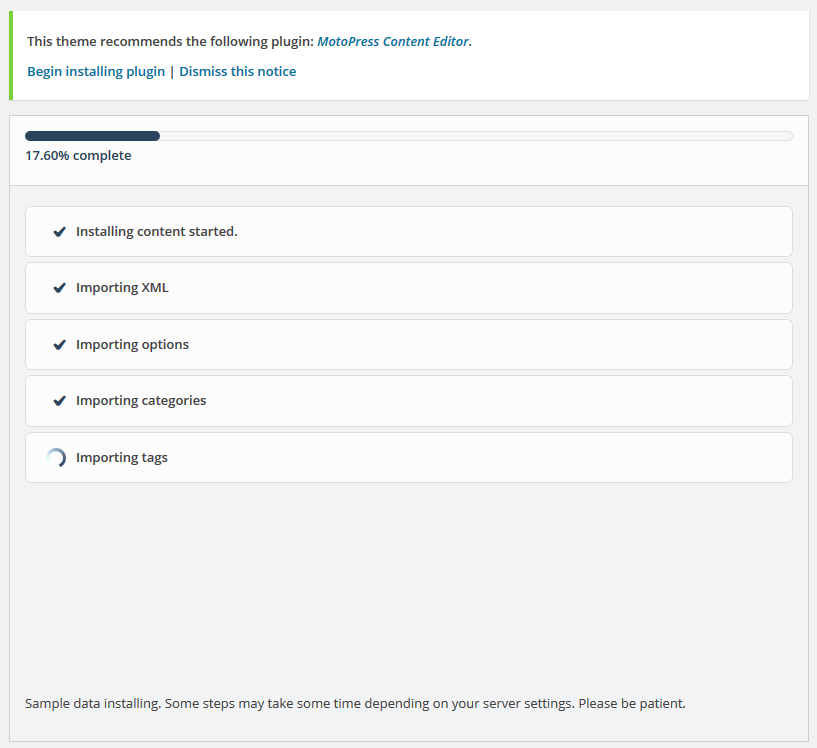 This theme recommends the following plugin: MotoPress Content Editor.
Begin installing plugin | Dismiss this notice
17.60% complete
Installing content started.
Importing XML
Importing options
Importing categories
Importing tags
Sample data installing. Some steps may take some time depending on your server settings. Please be patient.